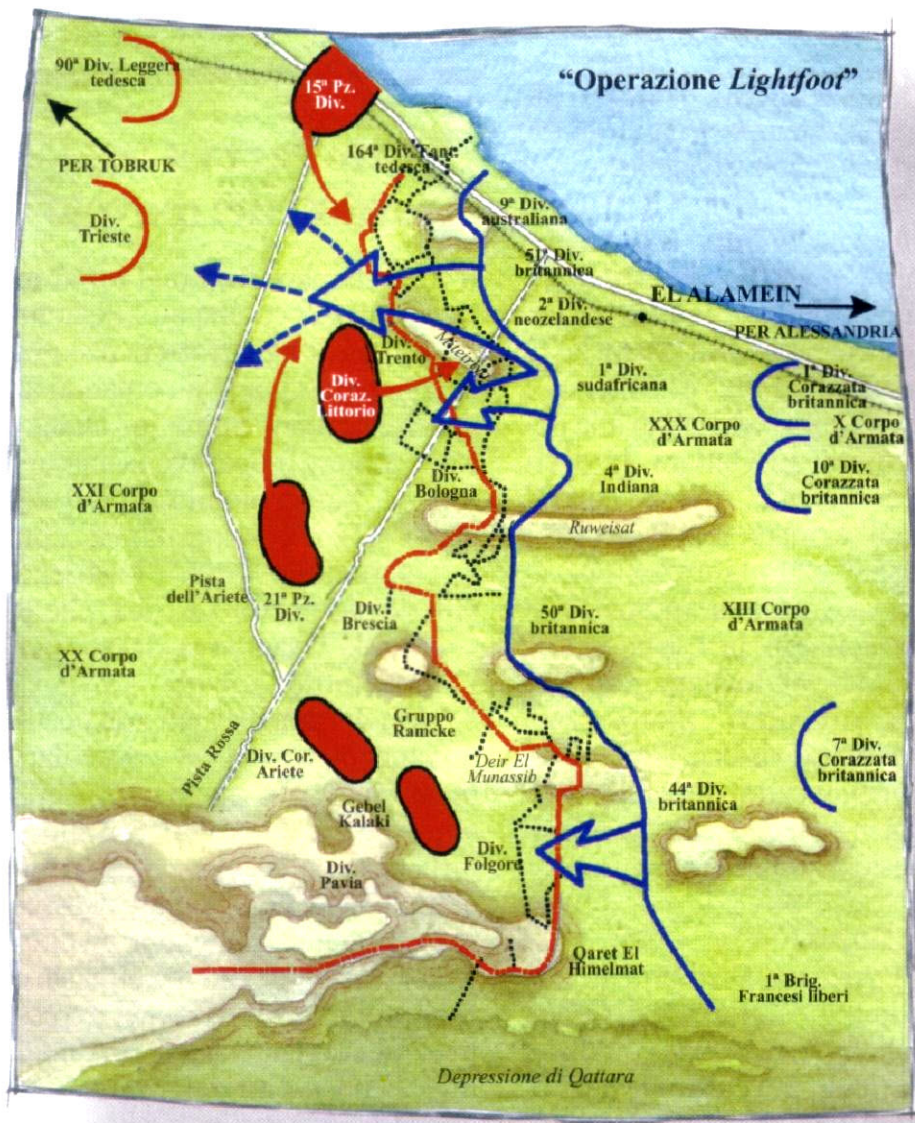 “Operazione Lightfoot”
90ª Div. Leggera
tedesca
15ª Pz.
Div.
PER TOBRUK
164ª Div. Fant.
tedesca
Div.
Trieste
9ª Div.
australiana
51ª Div.
britannica
2ª Div.
neozelandese
EL ALAMEIN
PER ALESSANDRIA
Div.
Trento
Miteirya
Div.
Coraz.
Littorio
1ª Div.
sudafricana
1ª Div.
Corazzata
britannica
XXX Corpo
d’Armata
X Corpo
d’Armata
10ª Div.
Corazzata
britannica
Div.
Bologna
4ª Div.
Indiana
XXI Corpo
d’Armata
Ruweisat
Pista
dell’Ariete
21ª Pz.
Div.
Div.
Brescia
50ª Div.
britannica
XIII Corpo
d’Armata
XX Corpo
d’Armata
Pista Rossa
Gruppo
Ramcke
Div. Cor.
Ariete
Deir El
Munassib
7ª Div.
Corazzata
britannica
44ª Div.
britannica
Gebel
Kalaki
Div.
Folgore
Div.
Pavia
Qaret El
Himelmat
1ª Brig.
Francesi liberi
Depressione di Qattara